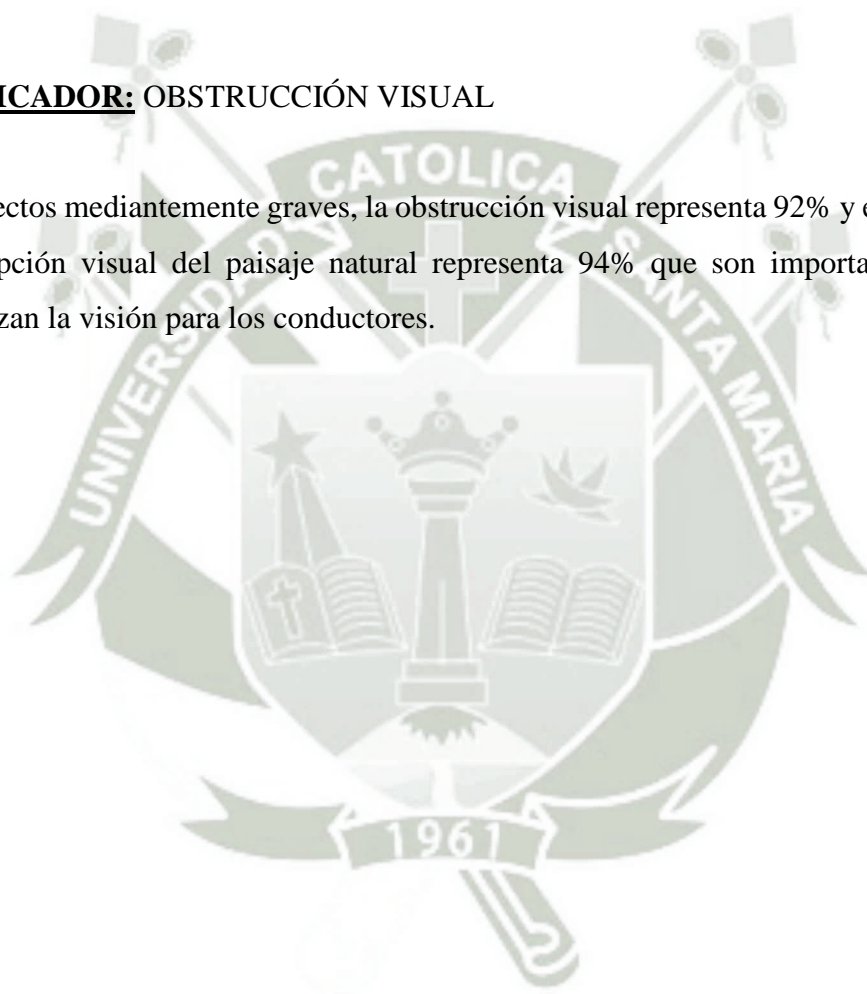 ICADOR: OBSTRUCCIÓN VISUAL
ectos mediantemente graves, la obstrucción visual representa 92% y e
pción visual del paisaje natural representa 94% que son importa
zan la visión para los conductores.
UNIVERSIDAD CATOLICA SANTA MARIA
1961